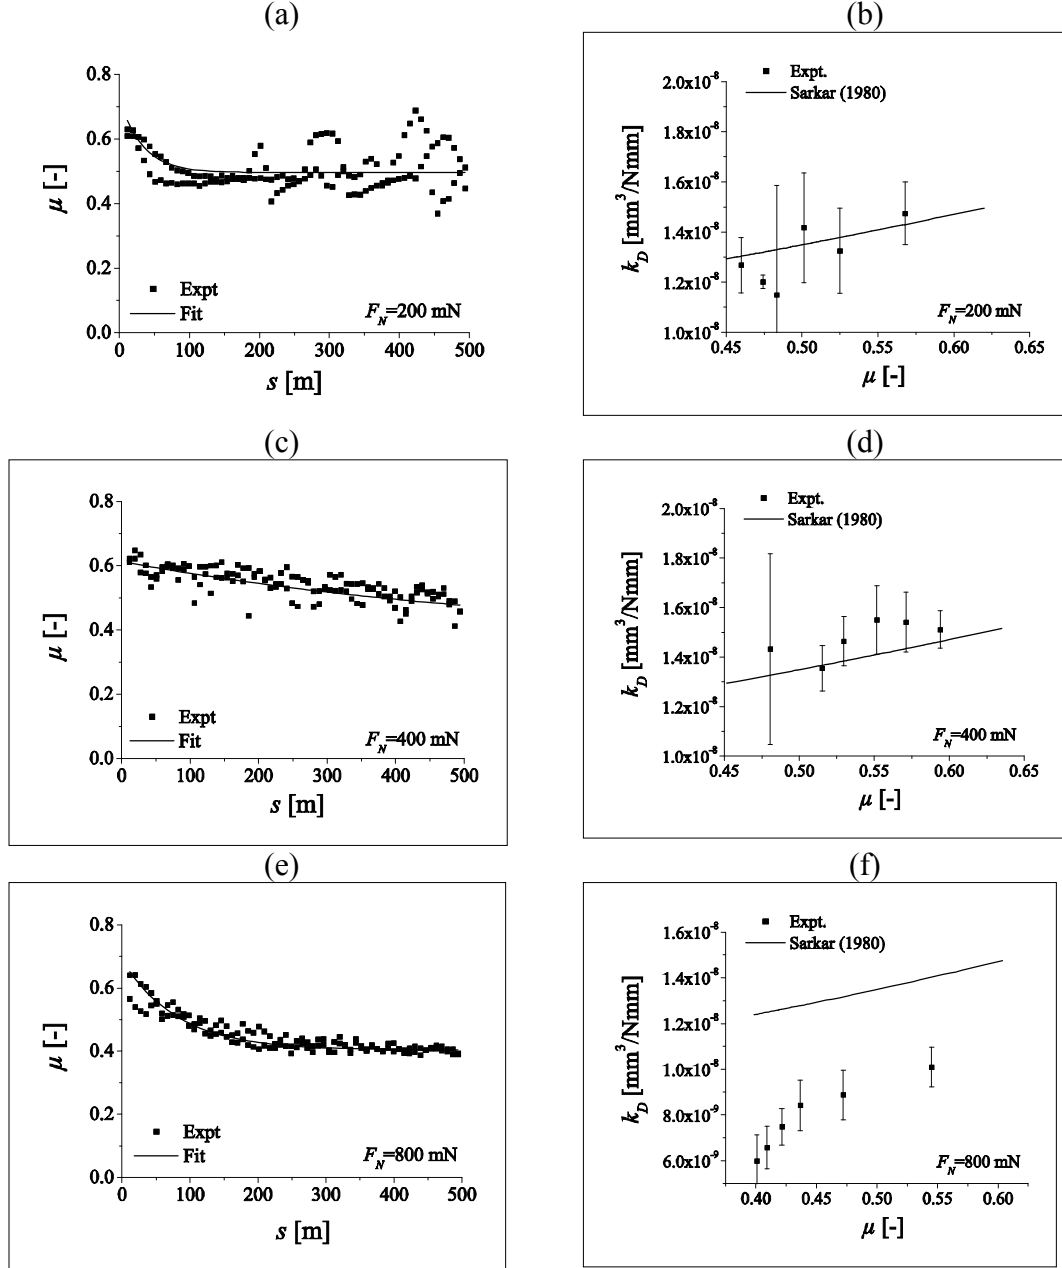 (a)
0.8
0.6
0.4
0.2
0.0
μ [-]
Expt
Fit
F_N=200 mN
0 100 200 300 400 500
s [m]
(b)
Expt.
Sarkar (1980)
2.0x10⁻⁸
1.8x10⁻⁸
1.6x10⁻⁸
1.4x10⁻⁸
1.2x10⁻⁸
1.0x10⁻⁸
k_D [mm³/Nmm]
F_N=200 mN
0.45 0.50 0.55 0.60 0.65
μ [-]
(c)
0.8
0.6
0.4
0.2
0.0
μ [-]
Expt
Fit
F_N=400 mN
0 100 200 300 400 500
s [m]
(d)
Expt.
Sarkar (1980)
2.0x10⁻⁸
1.8x10⁻⁸
1.6x10⁻⁸
1.4x10⁻⁸
1.2x10⁻⁸
1.0x10⁻⁸
k_D [mm³/Nmm]
F_N=400 mN
0.45 0.50 0.55 0.60 0.65
μ [-]
(e)
0.8
0.6
0.4
0.2
0.0
μ [-]
Expt
Fit
F_N=800 mN
0 100 200 300 400 500
s [m]
(f)
Expt.
Sarkar (1980)
1.6x10⁻⁸
1.4x10⁻⁸
1.2x10⁻⁸
1.0x10⁻⁸
8.0x10⁻⁹
6.0x10⁻⁹
k_D [mm³/Nmm]
F_N=800 mN
0.40 0.45 0.50 0.55 0.60
μ [-]